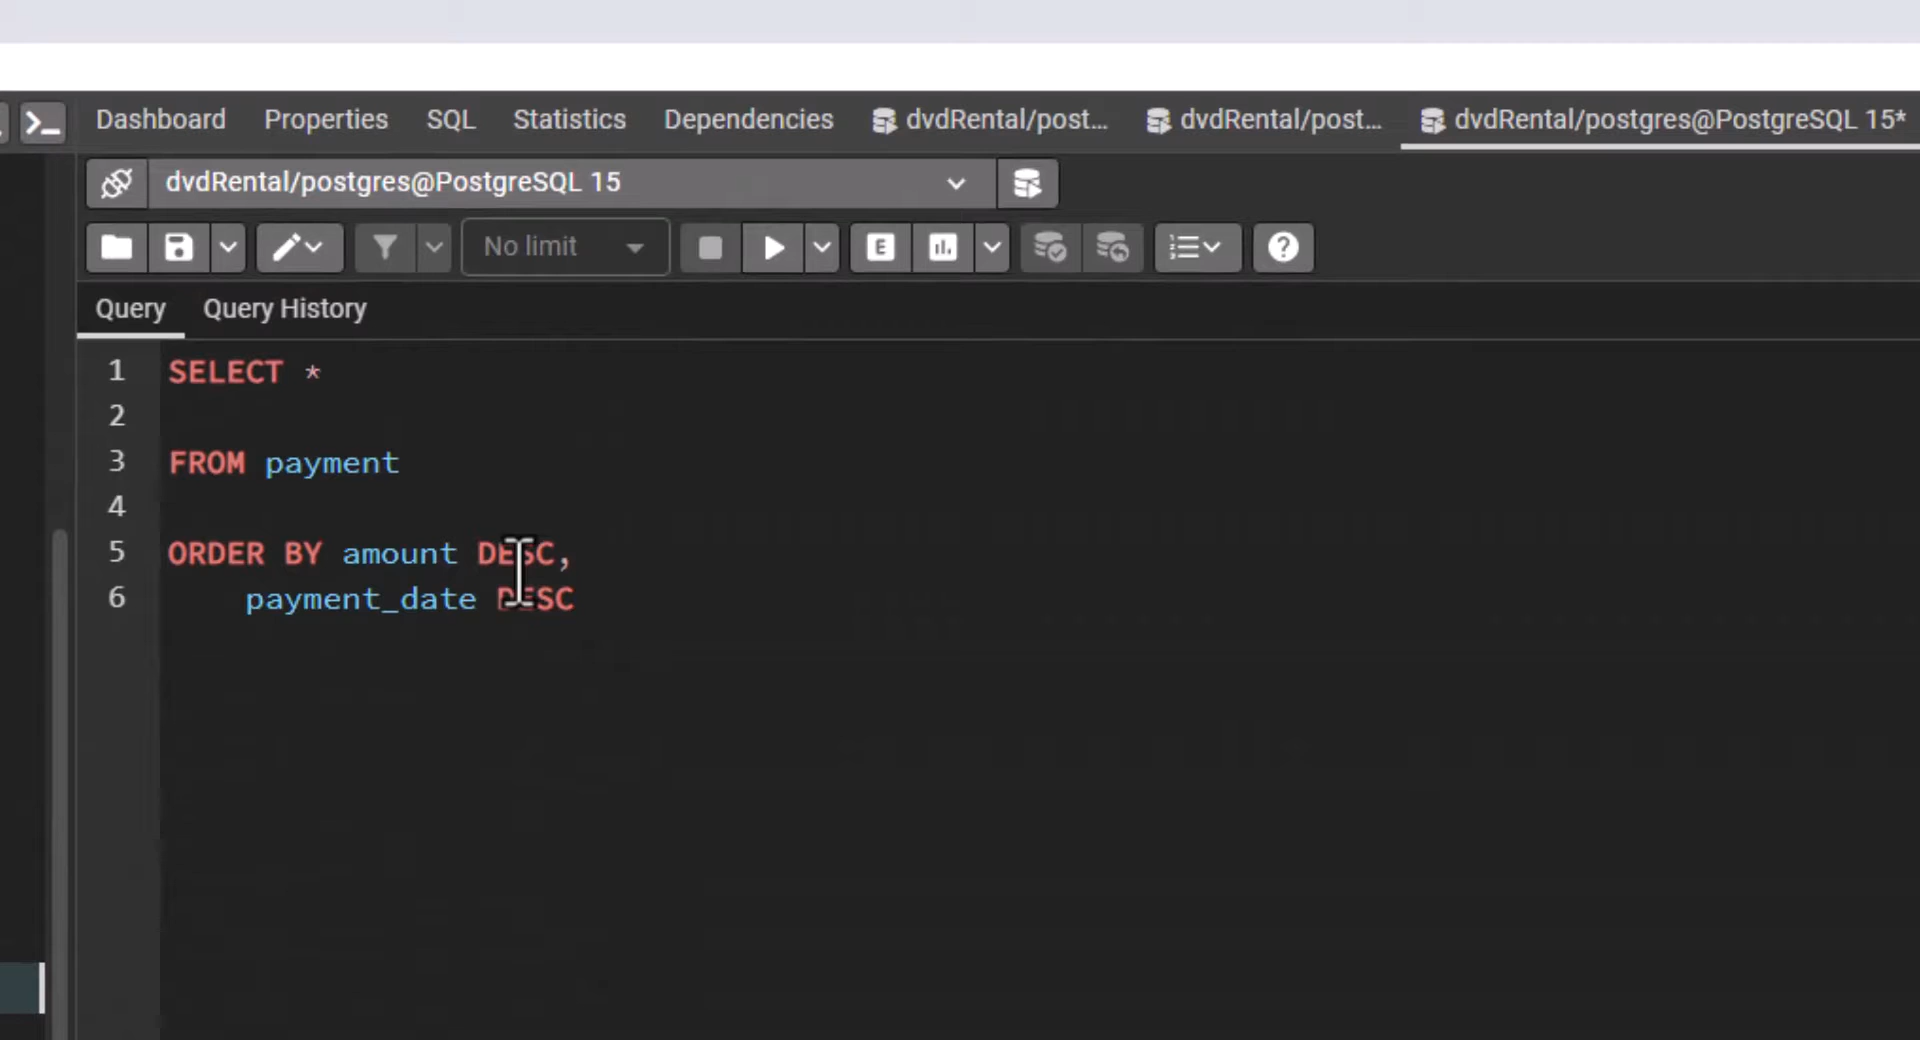 Dashboard Properties SQL Statistics Dependencies dvdRental/post... dvdRental/post... dvdRental/postgres@PostgreSQL 15*
dvdRental/postgres@PostgreSQL 15
No limit E
Query Query History
1 SELECT *
2
3 FROM payment
4
5 ORDER BY amount DESC,
6 payment_date DESC